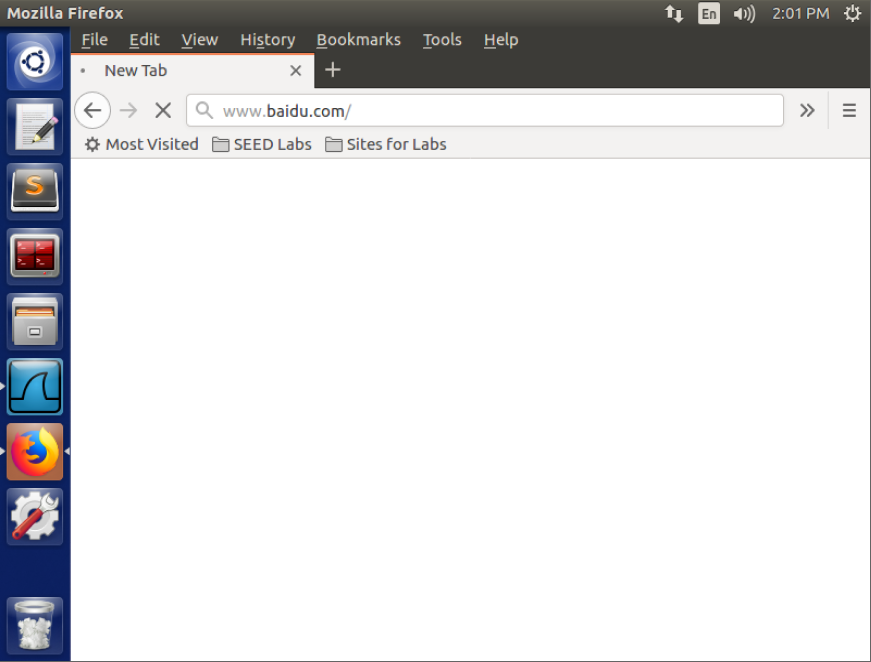 Mozilla Firefox En 2:01 PM
File Edit View History Bookmarks Tools Help
New Tab
www.baidu.com/
Most Visited SEED Labs Sites for Labs
S